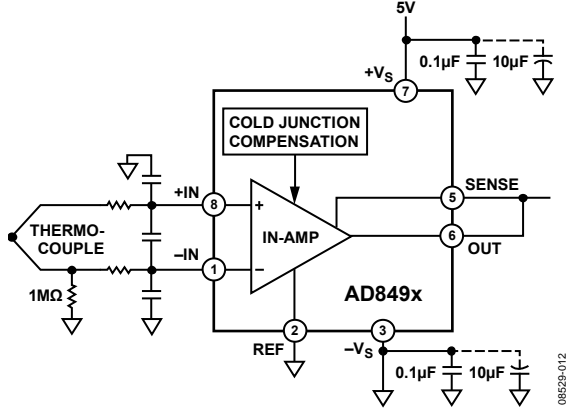 5V
0.1µF
10µF
+VS
7
COLD JUNCTION
COMPENSATION
+IN
8
+
THERMO-
COUPLE
IN-AMP
5
SENSE
6
OUT
–IN
1
–
1MΩ
AD849x
2
3
REF
–VS
0.1µF
10µF
08529-012